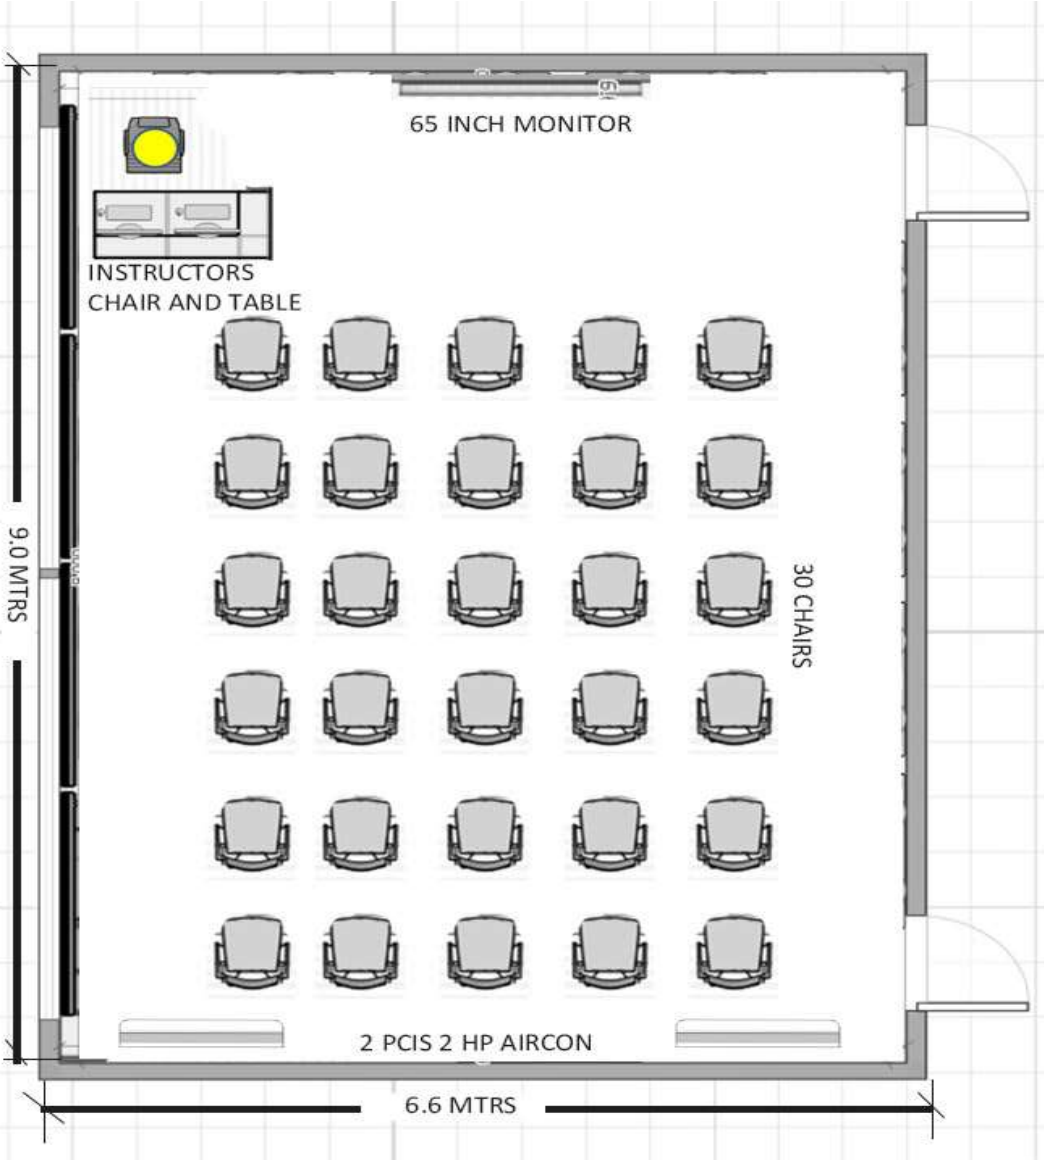 65 INCH MONITOR
INSTRUCTORS
CHAIR AND TABLE
9.0 MTRS
30 CHAIRS
2 PCIS 2 HP AIRCON
6.6 MTRS